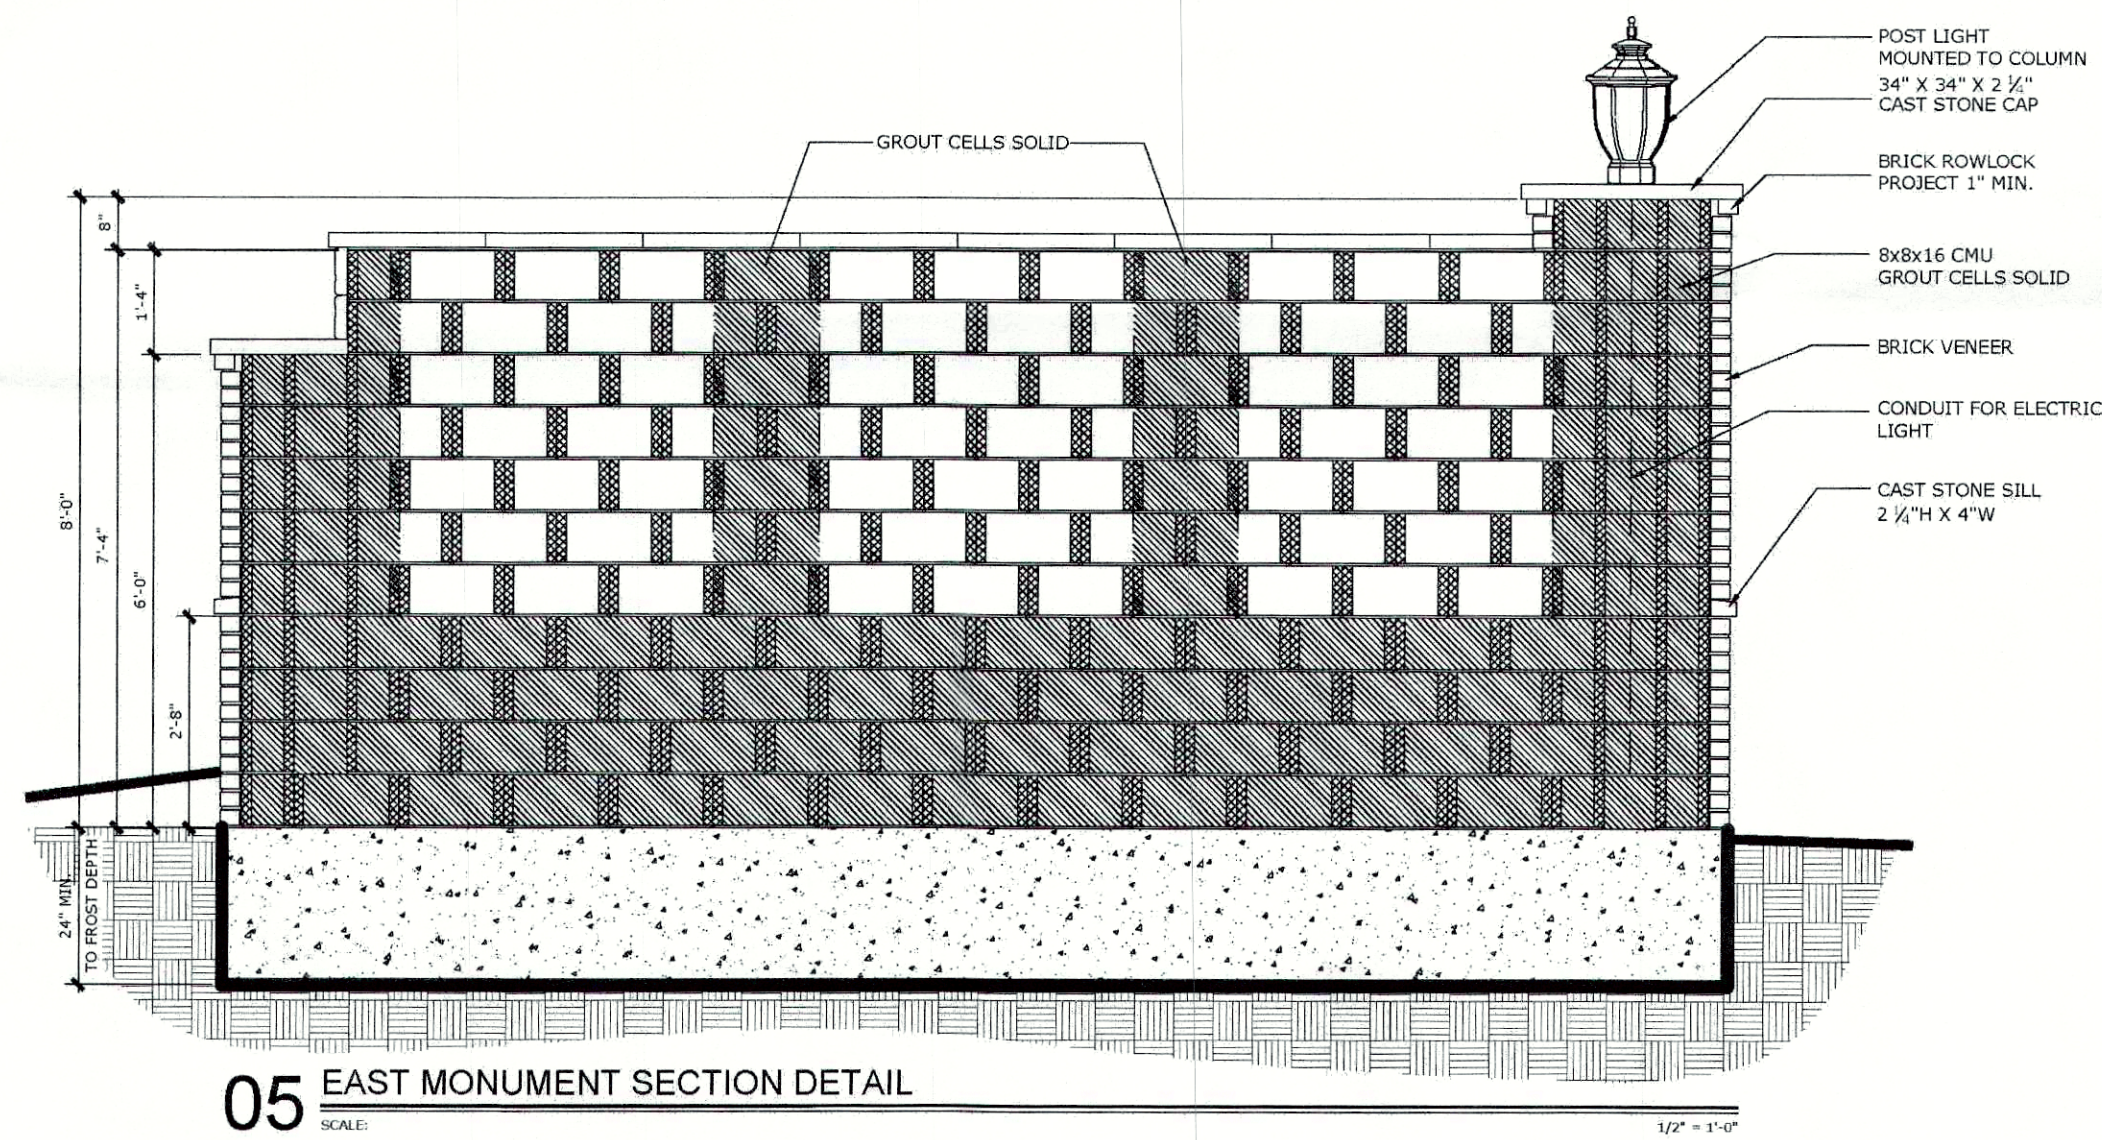 POST LIGHT
MOUNTED TO COLUMN
34" X 34" X 2 ¼"
CAST STONE CAP
GROUT CELLS SOLID
BRICK ROWLOCK
PROJECT 1" MIN.
8"
8x8x16 CMU
GROUT CELLS SOLID
1'-4"
BRICK VENEER
CONDUIT FOR ELECTRIC
LIGHT
CAST STONE SILL
2 ¼"H X 4"W
8'-0"
7'-4"
6'-0"
2'-8"
24" MIN.
TO FROST DEPTH
05 EAST MONUMENT SECTION DETAIL
SCALE:
1/2" = 1'-0"